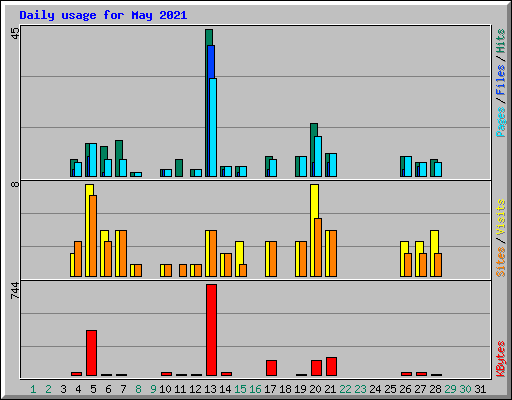 Daily usage for May 2021
45
Pages / Files / Hits
8
Sites / Visits
744
KBytes
1 2 3 4 5 6 7 8 9 10 11 12 13 14 15 16 17 18 19 20 21 22 23 24 25 26 27 28 29 30 31